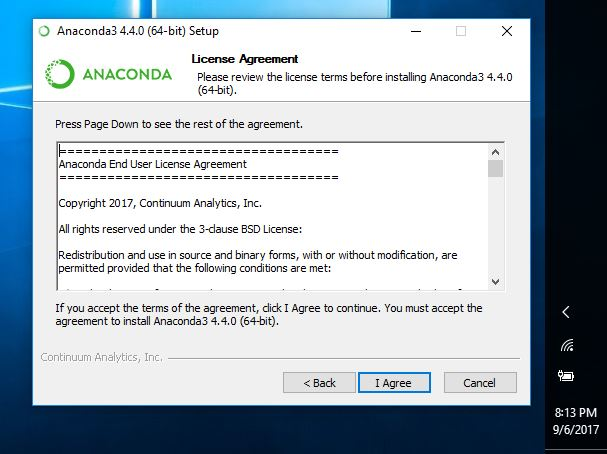 Anaconda3 4.4.0 (64-bit) Setup
ANACONDA
License Agreement
Please review the license terms before installing Anaconda3 4.4.0
(64-bit).
Press Page Down to see the rest of the agreement.
===================================
Anaconda End User License Agreement
===================================
Copyright 2017, Continuum Analytics, Inc.
All rights reserved under the 3-clause BSD License:
Redistribution and use in source and binary forms, with or without modification, are
permitted provided that the following conditions are met:
If you accept the terms of the agreement, click I Agree to continue. You must accept the
agreement to install Anaconda3 4.4.0 (64-bit).
Continuum Analytics, Inc.
< Back
I Agree
Cancel
8:13 PM
9/6/2017